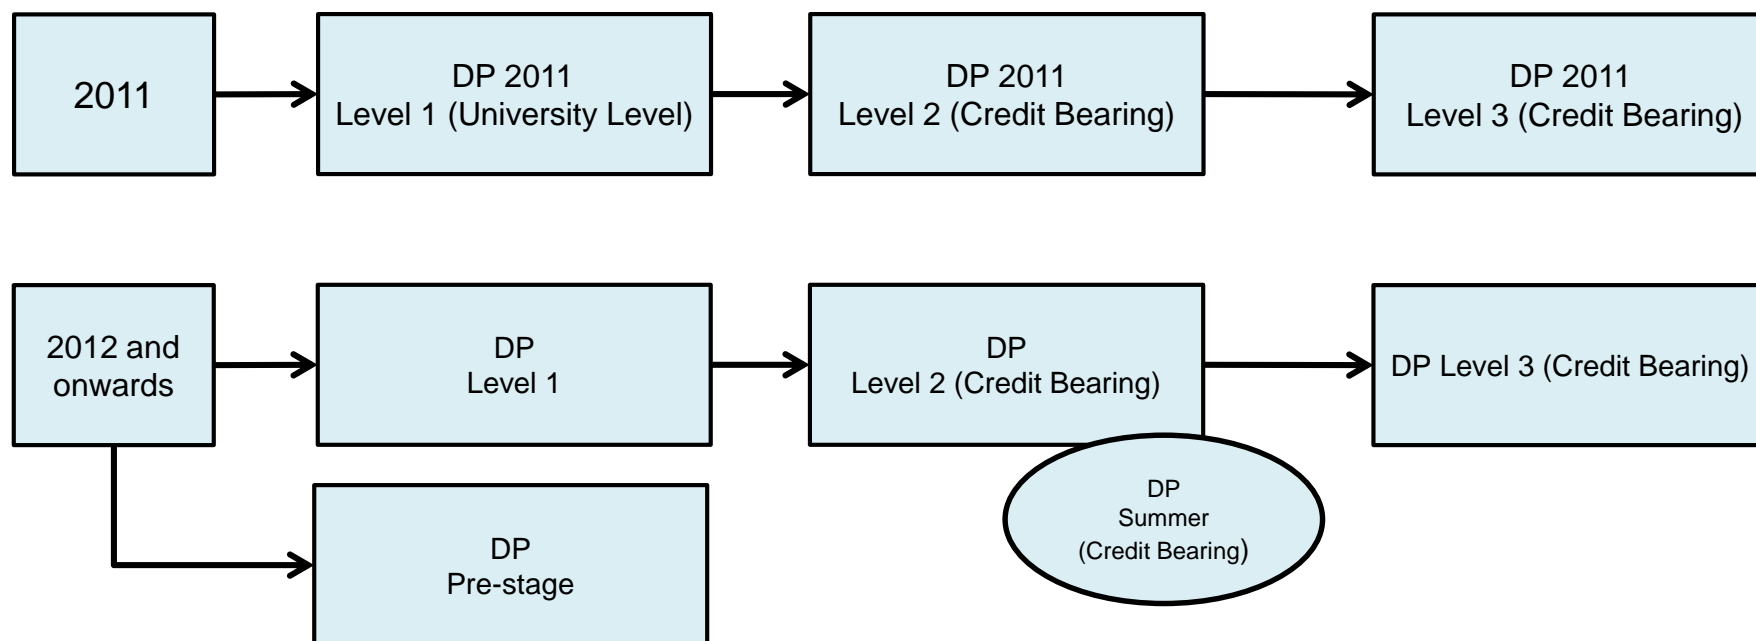 2011
DP 2011
Level 1 (University Level)
DP 2011
Level 2 (Credit Bearing)
DP 2011
Level 3 (Credit Bearing)
2012 and
onwards
DP
Level 1
DP
Level 2 (Credit Bearing)
DP Level 3 (Credit Bearing)
DP
Pre-stage
DP
Summer
(Credit Bearing)